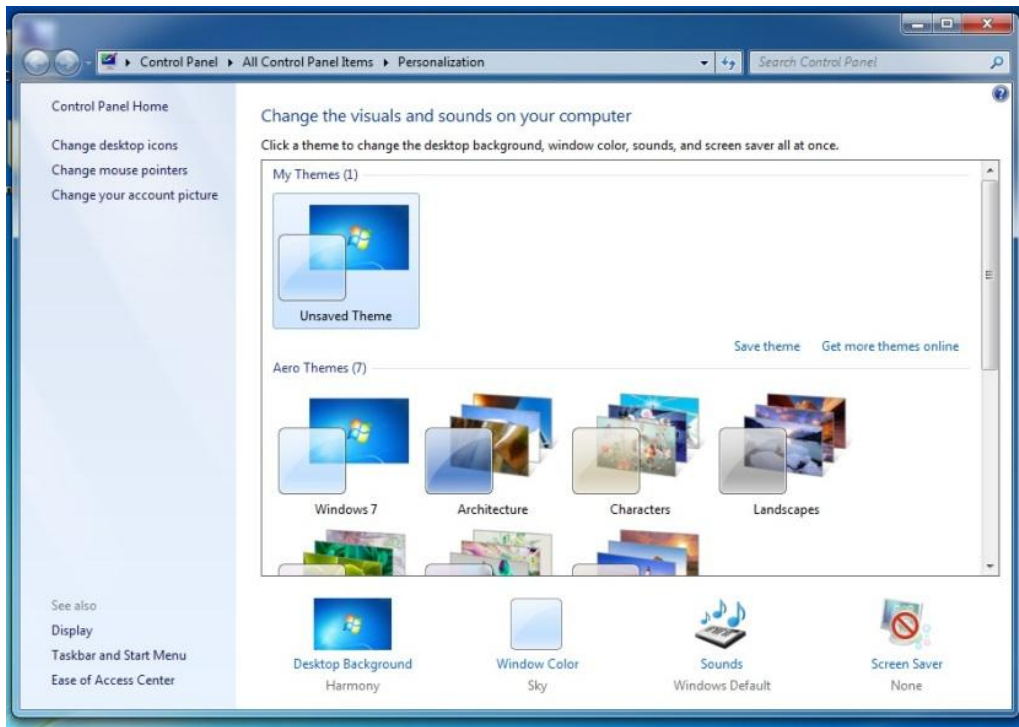 Control Panel ▸ All Control Panel Items ▸ Personalization
Search Control Panel
Control Panel Home
Change desktop icons
Change mouse pointers
Change your account picture
Change the visuals and sounds on your computer
Click a theme to change the desktop background, window color, sounds, and screen saver all at once.
My Themes (1)
Unsaved Theme
Save theme Get more themes online
Aero Themes (7)
Windows 7 Architecture Characters Landscapes
Desktop Background Window Color Sounds Screen Saver
Harmony Sky Windows Default None
See also
Display
Taskbar and Start Menu
Ease of Access Center